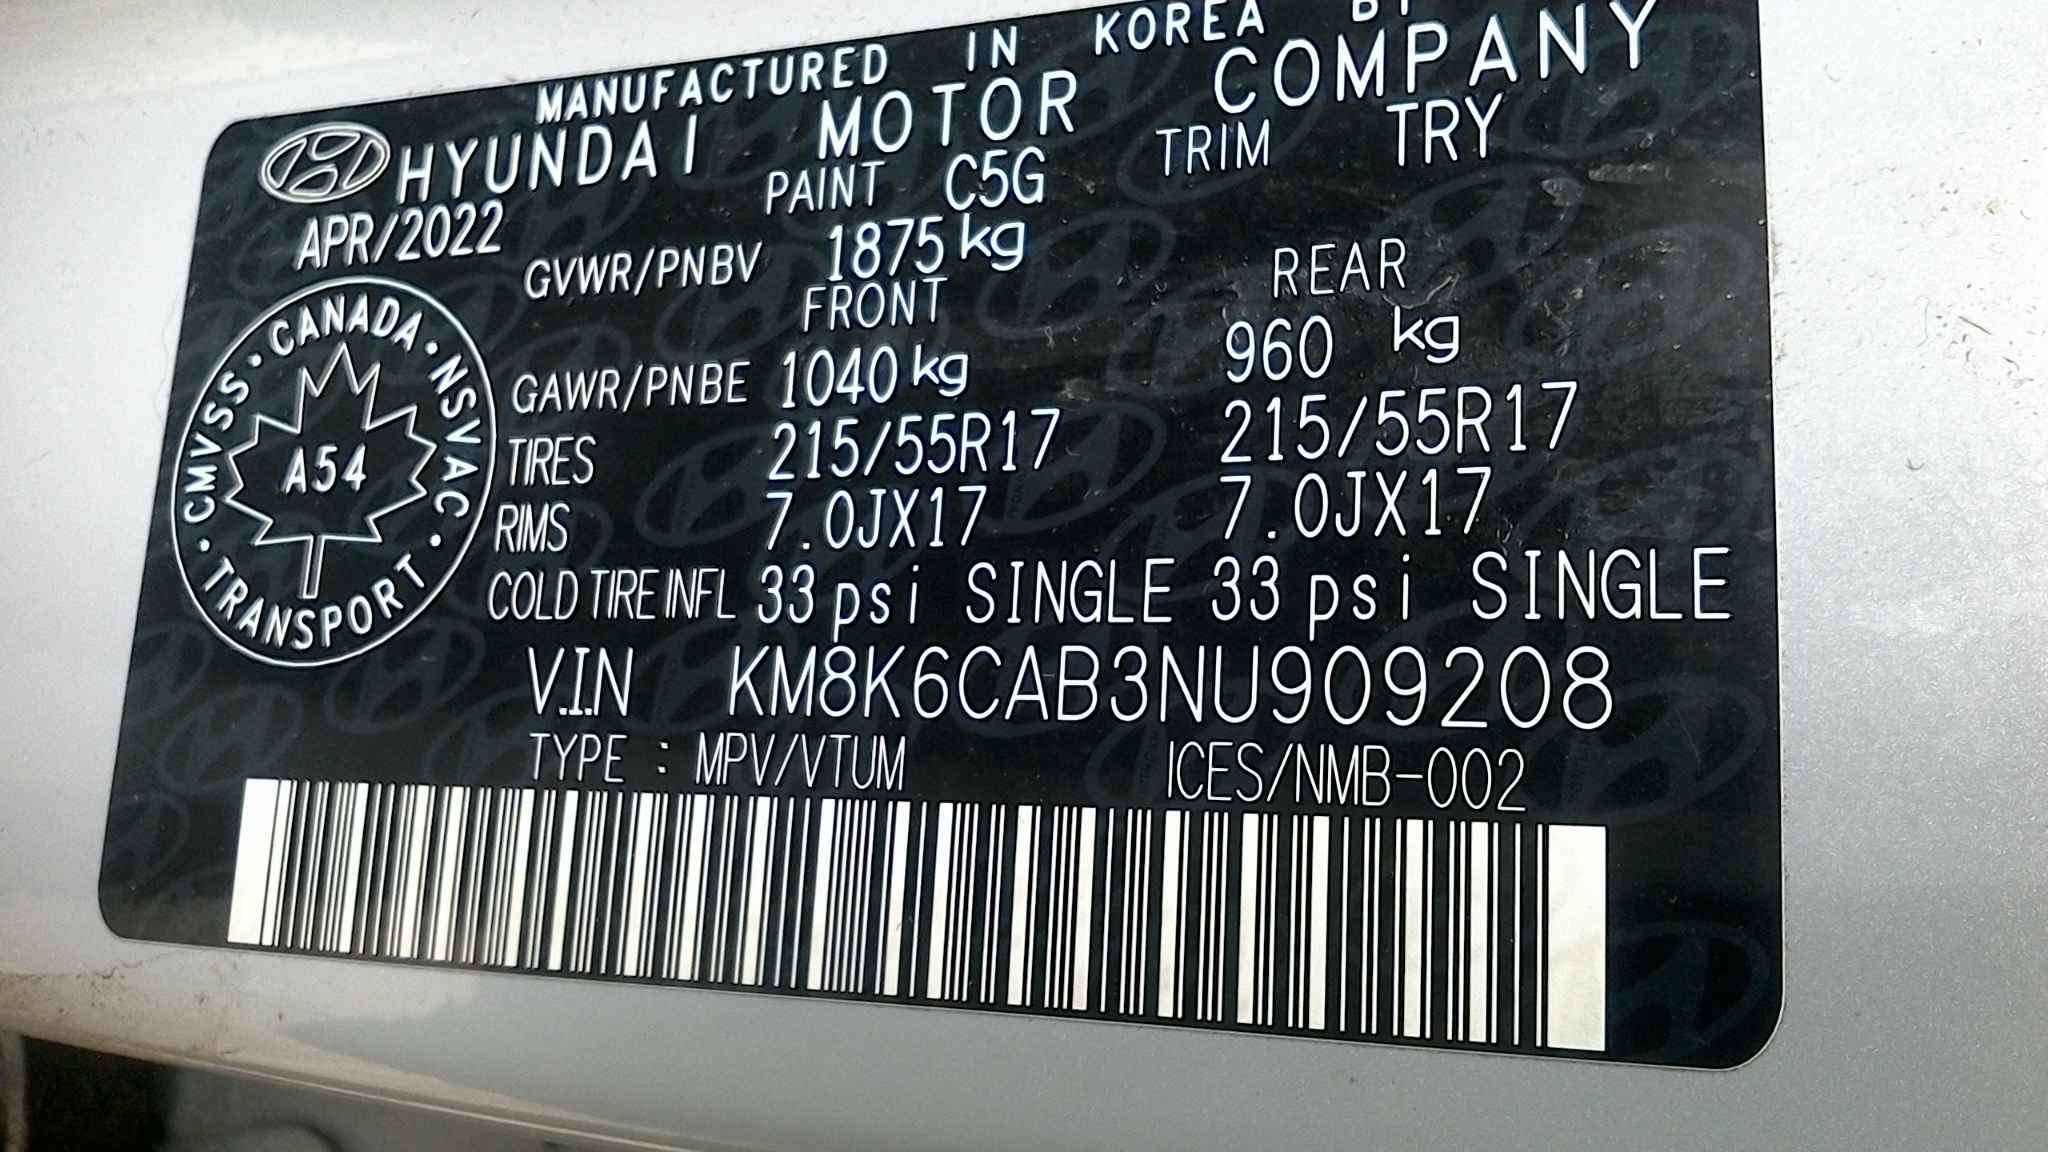 MANUFACTURED IN KOREA BY
HYUNDAI MOTOR COMPANY
APR/2022 PAINT C5G TRIM TRY
GVWR/PNBV 1875 kg
FRONT REAR
GAWR/PNBE 1040 kg 960 kg
TIRES 215/55R17 215/55R17
RIMS 7.0JX17 7.0JX17
COLD TIRE INFL 33 psi SINGLE 33 psi SINGLE
CMVSS · CANADA · NSVAC · TRANSPORT ·
A54
V.I.N KM8K6CAB3NU909208
TYPE : MPV/VTUM ICES/NMB-002